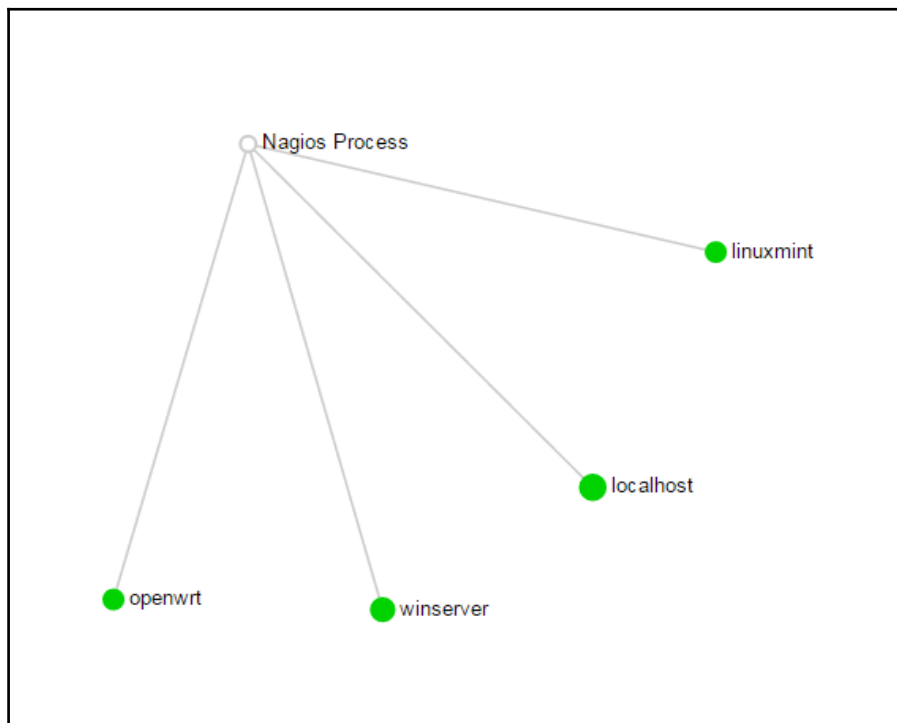 Nagios Process
linuxmint
localhost
openwrt
winserver